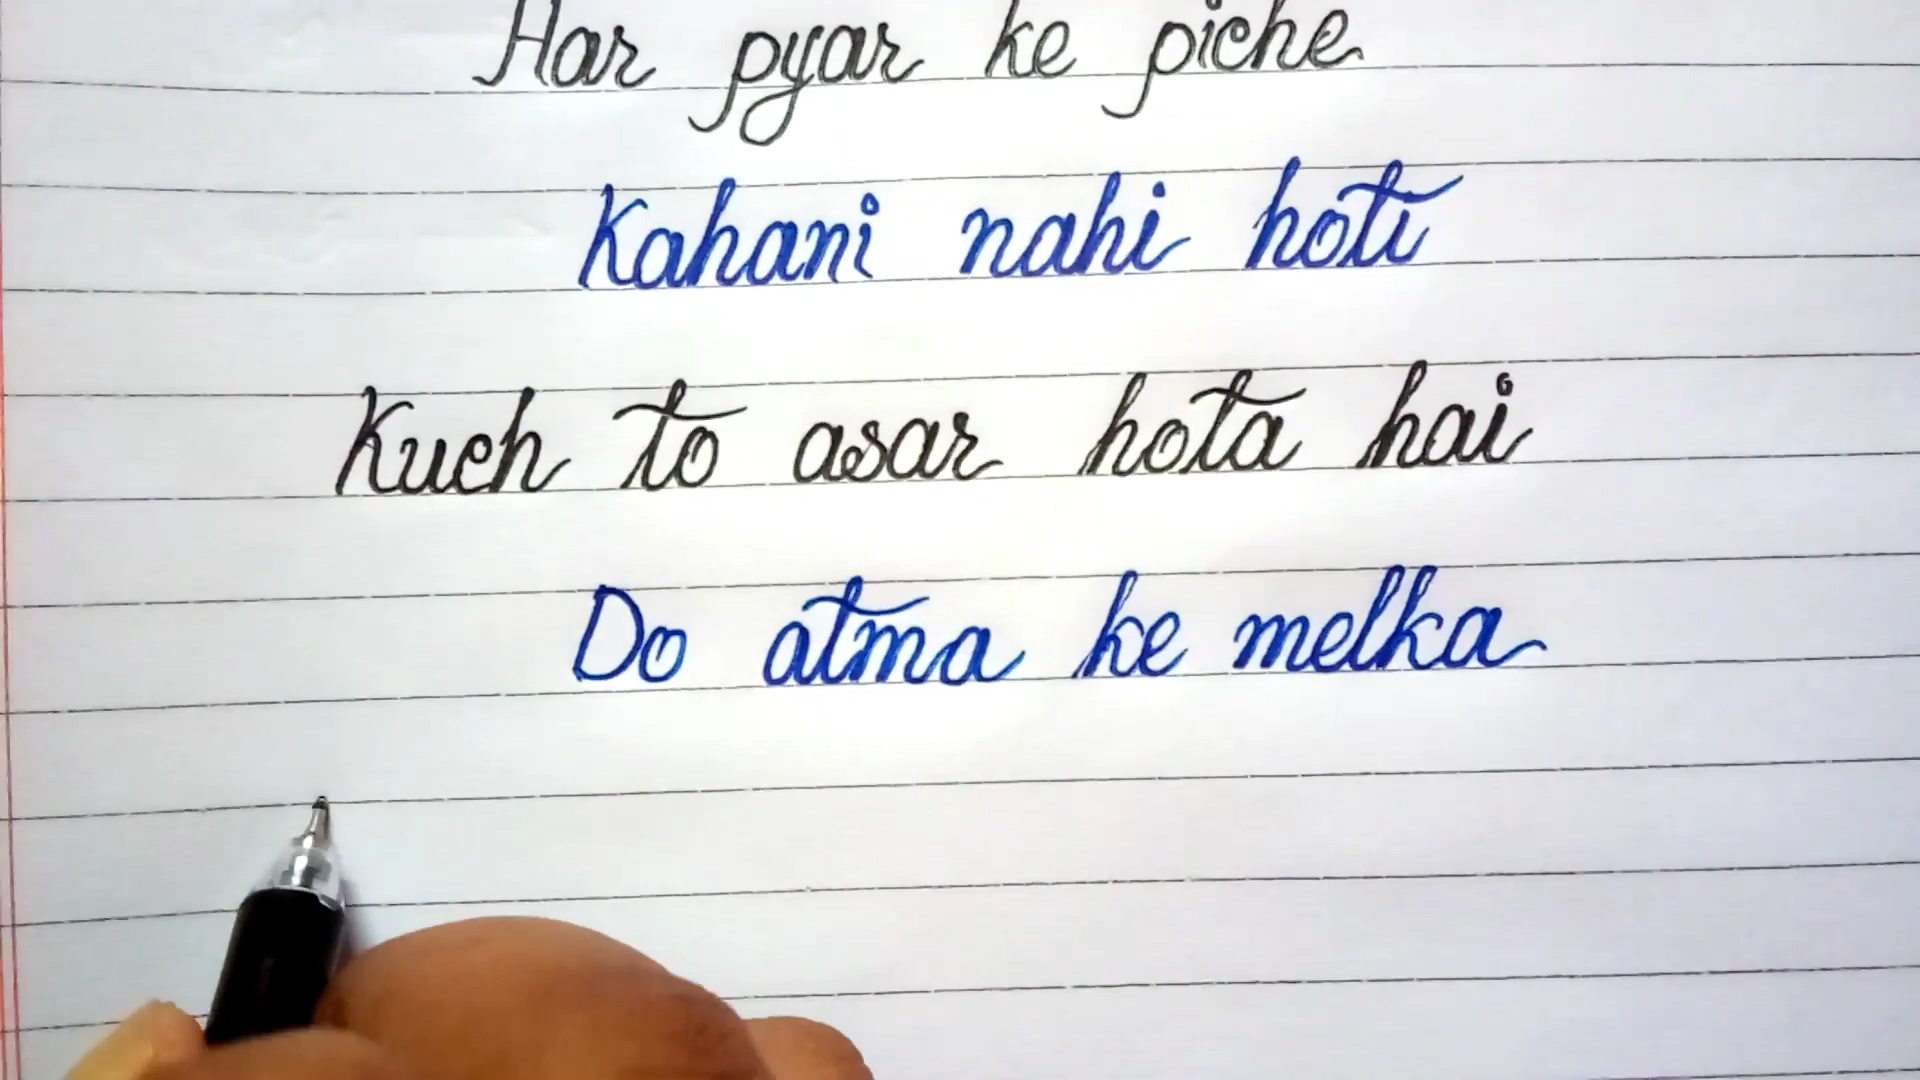 Har pyar ke piche
Kahani nahi hoti
Kuch to asar hota hai
Do atma ke melka